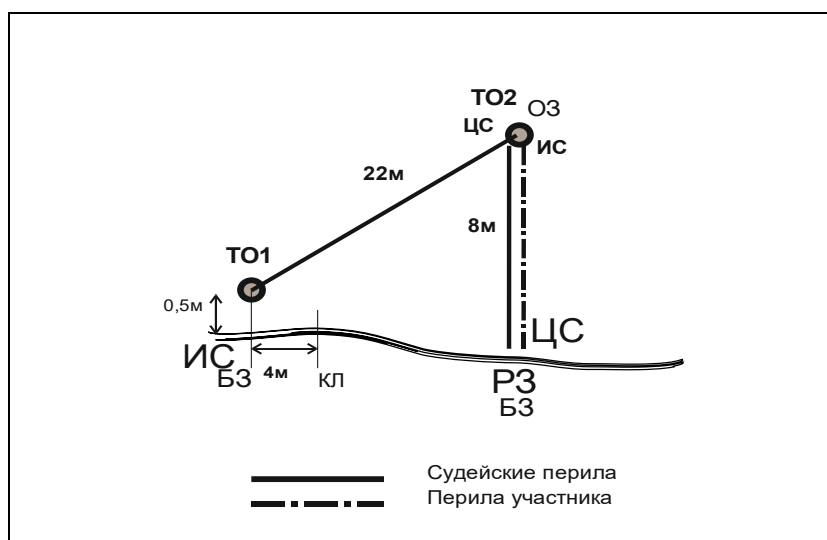 ТО2 ОЗ
ЦС
ИС
22м
8м
ТО1
0,5м
ЦС
ИС
БЗ
4м
КЛ
РЗ
БЗ
Судейские перила
Перила участника